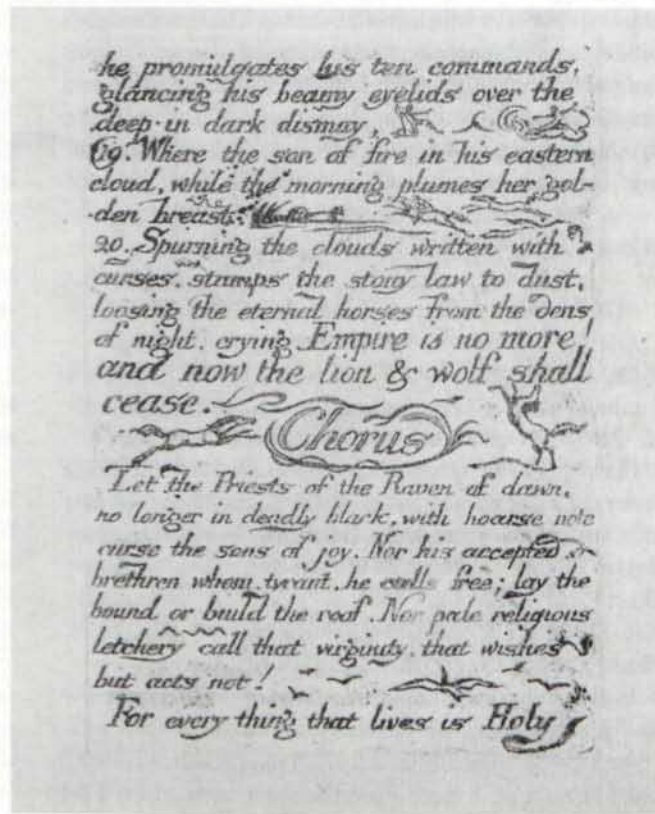 he promulgates his ten commands,
glancing his beamy eyelids over the
deep in dark dismay,
19. Where the son of fire in his eastern
cloud, while the morning plumes her gol-
-den breast,
20. Spurning the clouds written with
curses, stamps the stony law to dust,
loosing the eternal horses from the dens
of night, crying Empire is no more!
and now the lion & wolf shall
cease.
Chorus
Let the Priests of the Raven of dawn,
no longer in deadly black, with hoarse note
curse the sons of joy. Nor his accepted
brethren whom, tyrant, he calls free; lay the
bound or build the roof. Nor pale religious
letchery call that virginity, that wishes
but acts not!
For every thing that lives is Holy